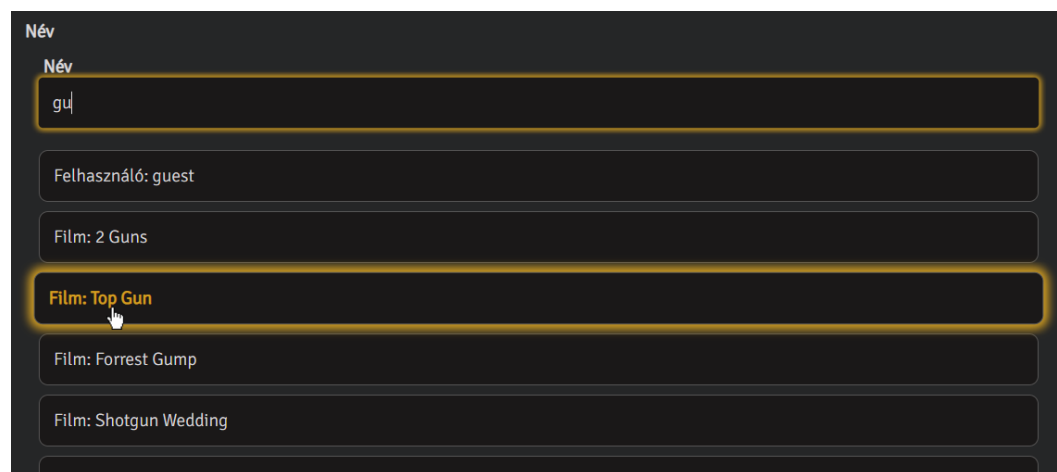 Név
Név
gu
Felhasználó: guest
Film: 2 Guns
Film: Top Gun
Film: Forrest Gump
Film: Shotgun Wedding